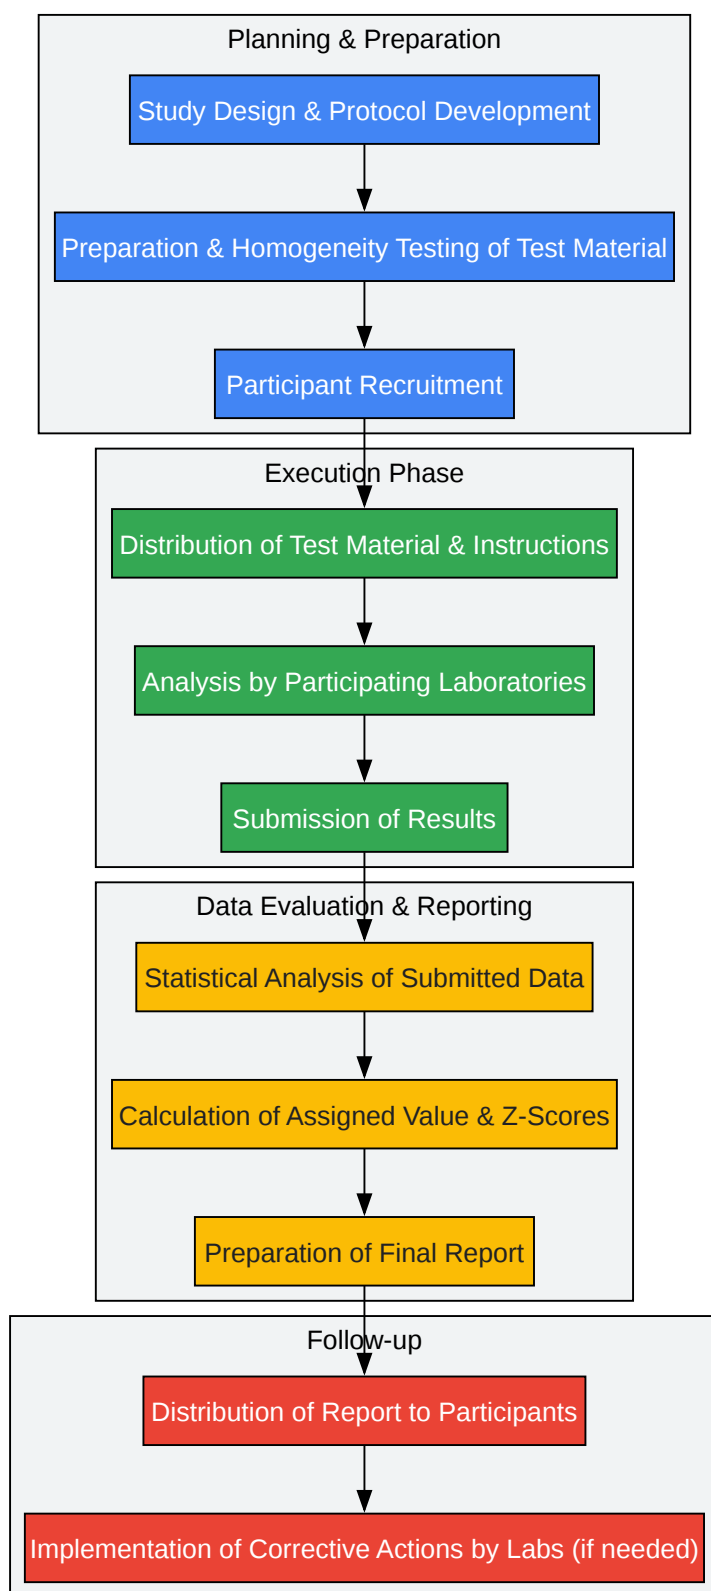 Planning & Preparation
Study Design & Protocol Development
Preparation & Homogeneity Testing of Test Material
Participant Recruitment
Execution Phase
Distribution of Test Material & Instructions
Analysis by Participating Laboratories
Submission of Results
Data Evaluation & Reporting
Statistical Analysis of Submitted Data
Calculation of Assigned Value & Z-Scores
Preparation of Final Report
Follow-up
Distribution of Report to Participants
Implementation of Corrective Actions by Labs (if needed)